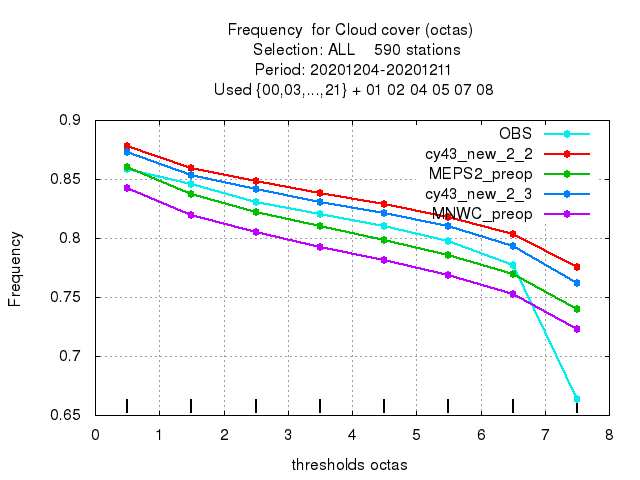 Frequency  for Cloud cover (octas)
Selection: ALL    590 stations
Period: 20201204-20201211
Used {00,03,...,21} + 01 02 04 05 07 08
0.9
0.85
0.8
0.75
0.7
0.65
Frequency
OBS
cy43_new_2_2
MEPS2_preop
cy43_new_2_3
MNWC_preop
0 1 2 3 4 5 6 7 8
thresholds octas